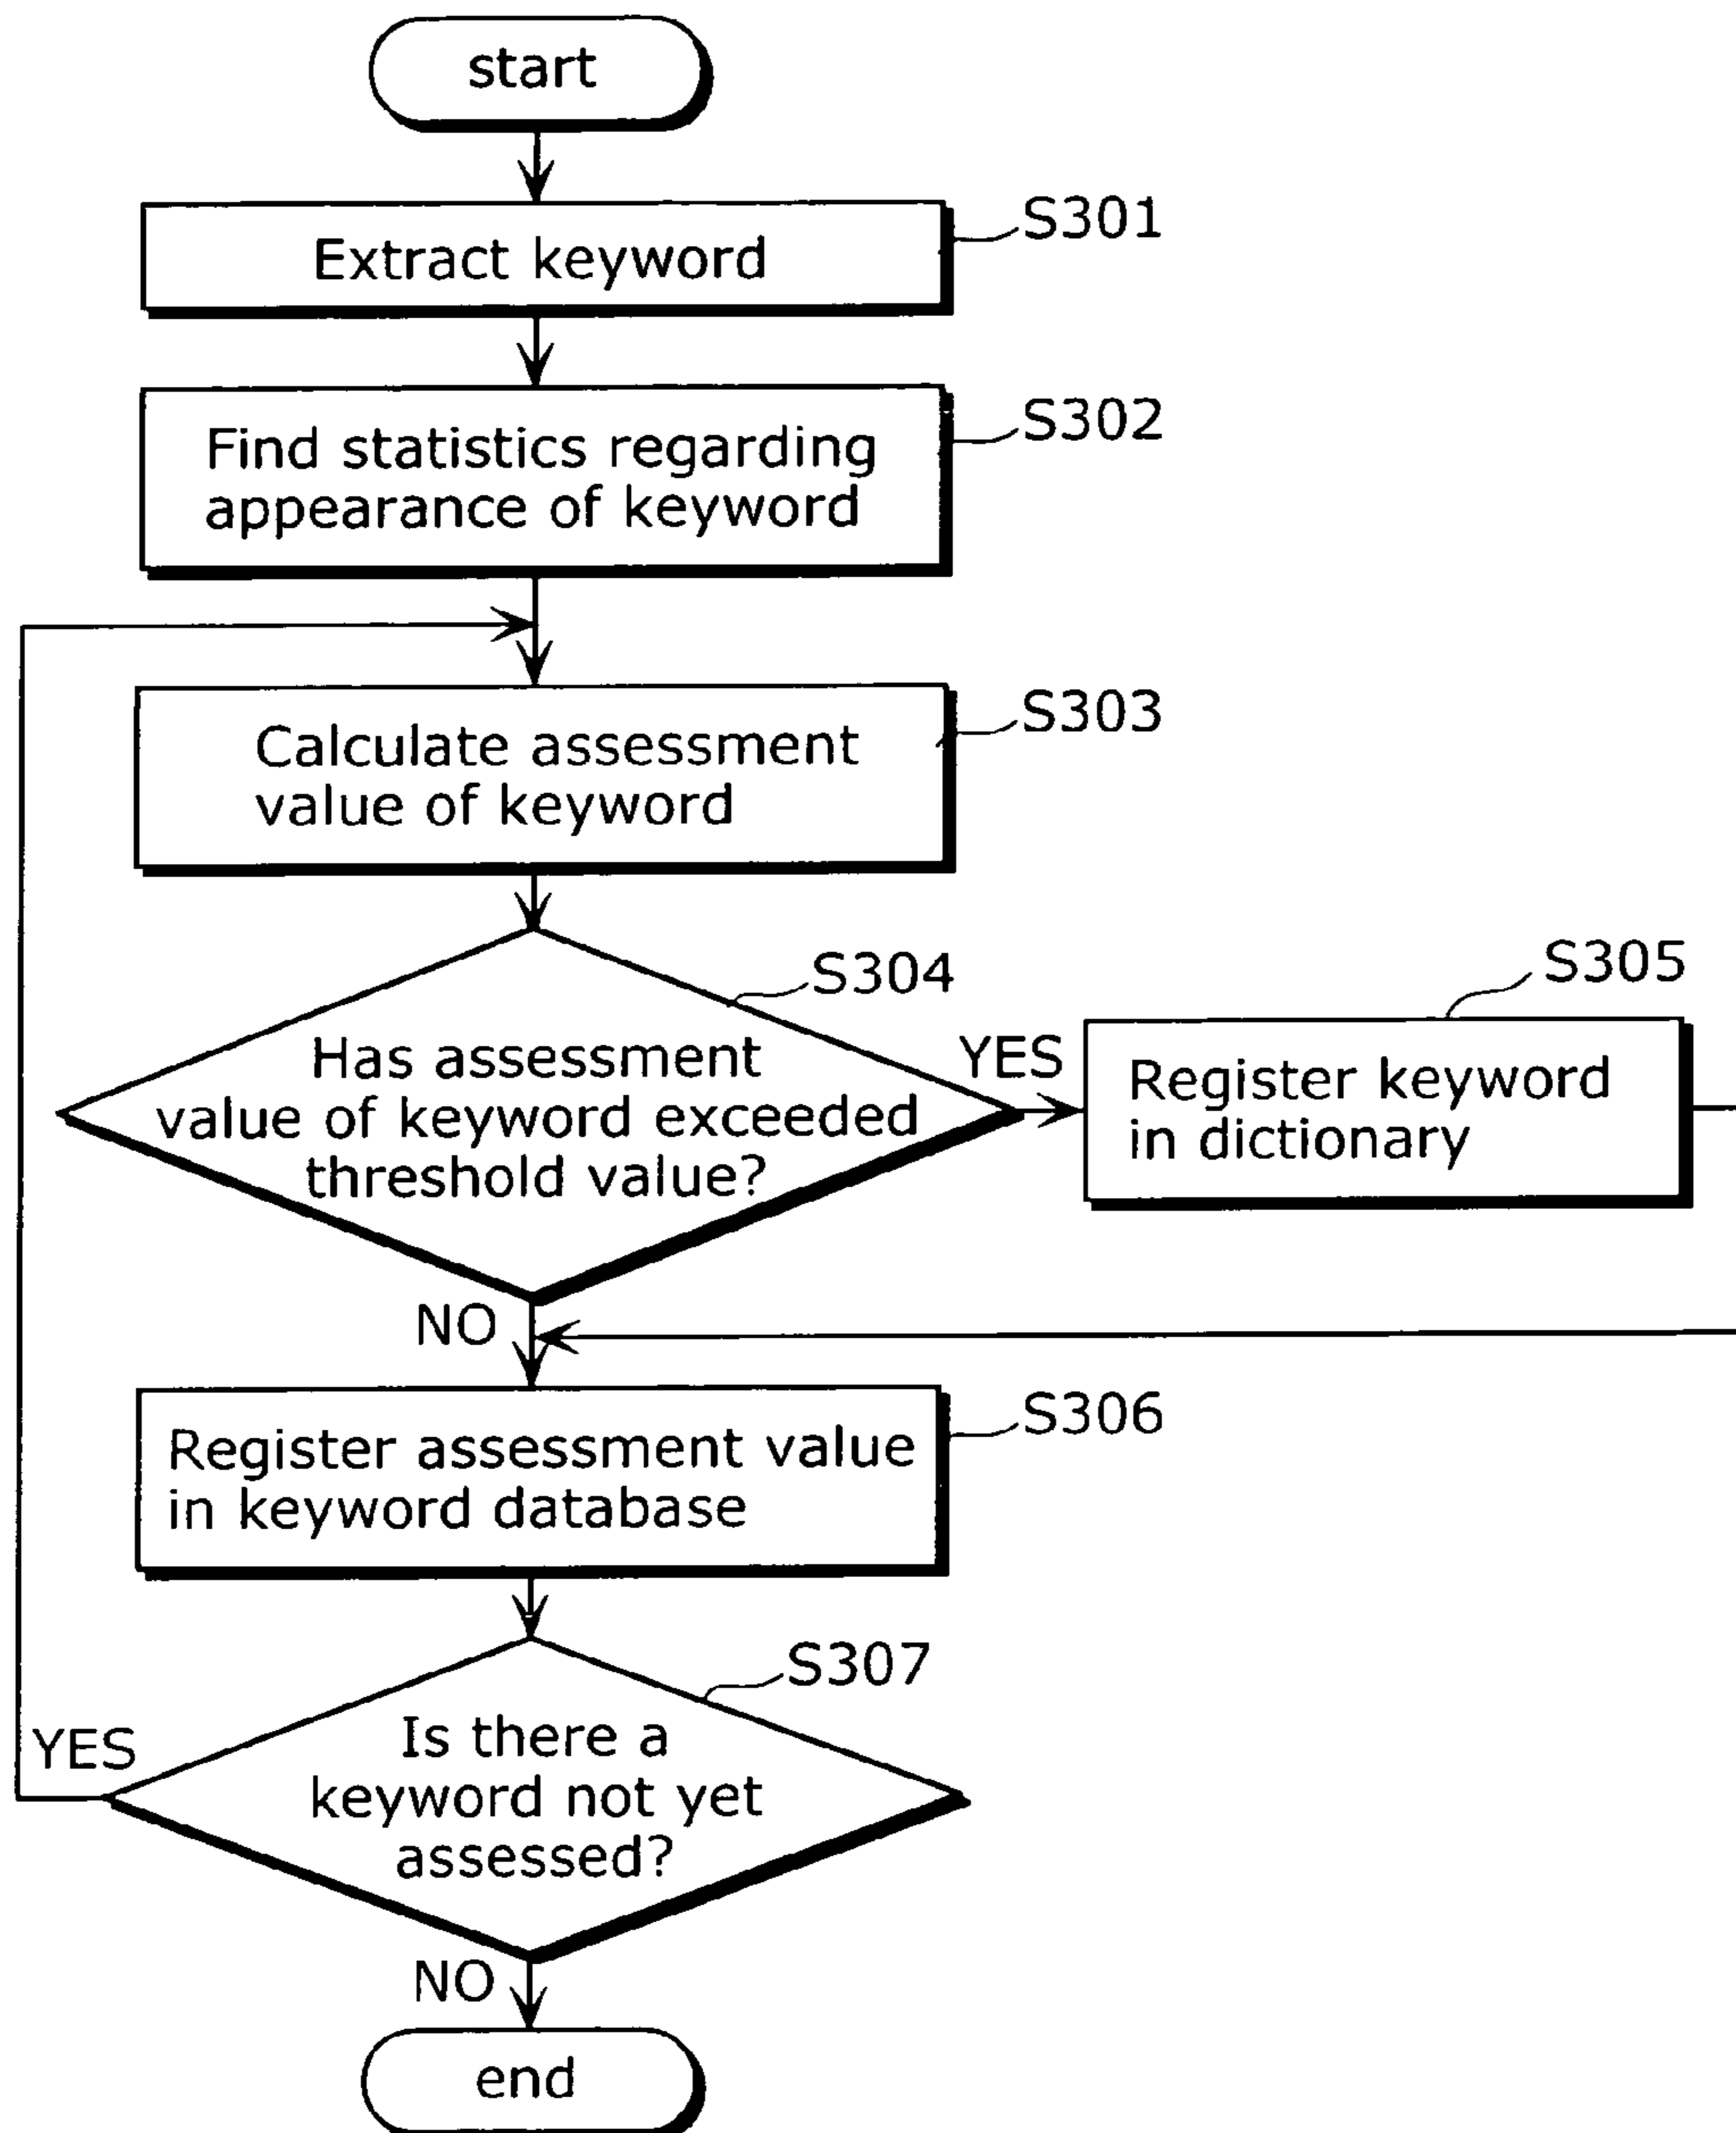 start
S301
Extract keyword
S302
Find statistics regarding
appearance of keyword
S303
Calculate assessment
value of keyword
S304
Has assessment
value of keyword exceeded
threshold value?
YES
S305
Register keyword
in dictionary
NO
S306
Register assessment value
in keyword database
S307
Is there a
keyword not yet
assessed?
YES
NO
end